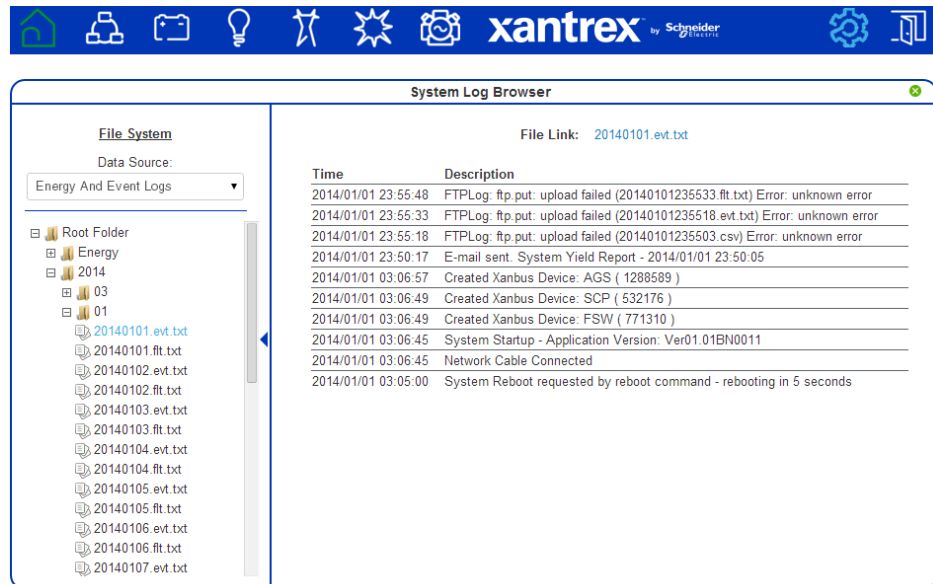 xantrex by Schneider Electric
System Log Browser
File System
Data Source:
Energy And Event Logs
Root Folder
Energy
2014
03
01
20140101.evt.txt
20140101.flt.txt
20140102.evt.txt
20140102.flt.txt
20140103.evt.txt
20140103.flt.txt
20140104.evt.txt
20140104.flt.txt
20140105.evt.txt
20140105.flt.txt
20140106.evt.txt
20140106.flt.txt
20140107.evt.txt
File Link: 20140101.evt.txt
Time Description
2014/01/01 23:55:48 FTPLog: ftp.put: upload failed (20140101235533.flt.txt) Error: unknown error
2014/01/01 23:55:33 FTPLog: ftp.put: upload failed (20140101235518.evt.txt) Error: unknown error
2014/01/01 23:55:18 FTPLog: ftp.put: upload failed (20140101235503.csv) Error: unknown error
2014/01/01 23:50:17 E-mail sent. System Yield Report - 2014/01/01 23:50:05
2014/01/01 03:06:57 Created Xanbus Device: AGS ( 1288589 )
2014/01/01 03:06:49 Created Xanbus Device: SCP ( 532176 )
2014/01/01 03:06:49 Created Xanbus Device: FSW ( 771310 )
2014/01/01 03:06:45 System Startup - Application Version: Ver01.01BN0011
2014/01/01 03:06:45 Network Cable Connected
2014/01/01 03:05:00 System Reboot requested by reboot command - rebooting in 5 seconds